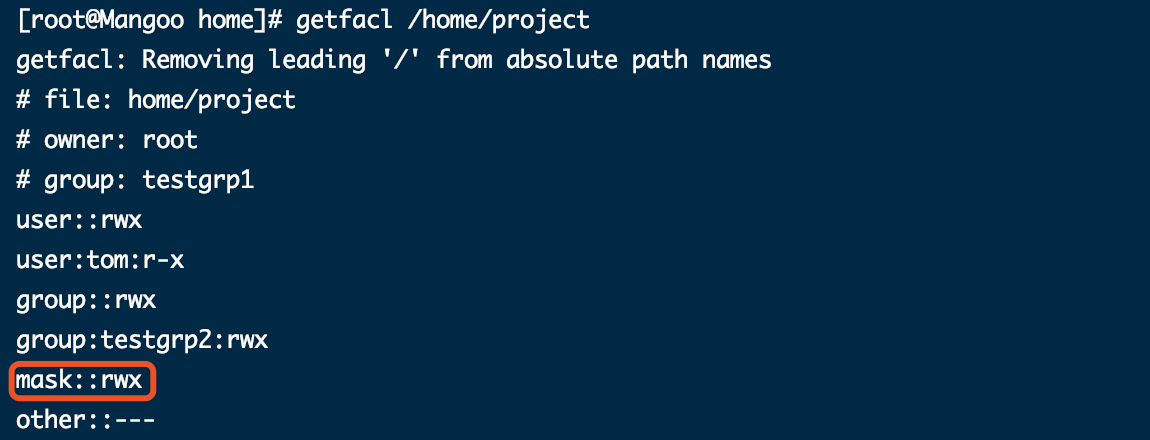 [root@Mangoo home]# getfacl /home/project
getfacl: Removing leading '/' from absolute path names
# file: home/project
# owner: root
# group: testgrp1
user::rwx
user:tom:r-x
group::rwx
group:testgrp2:rwx
mask::rwx
other::---